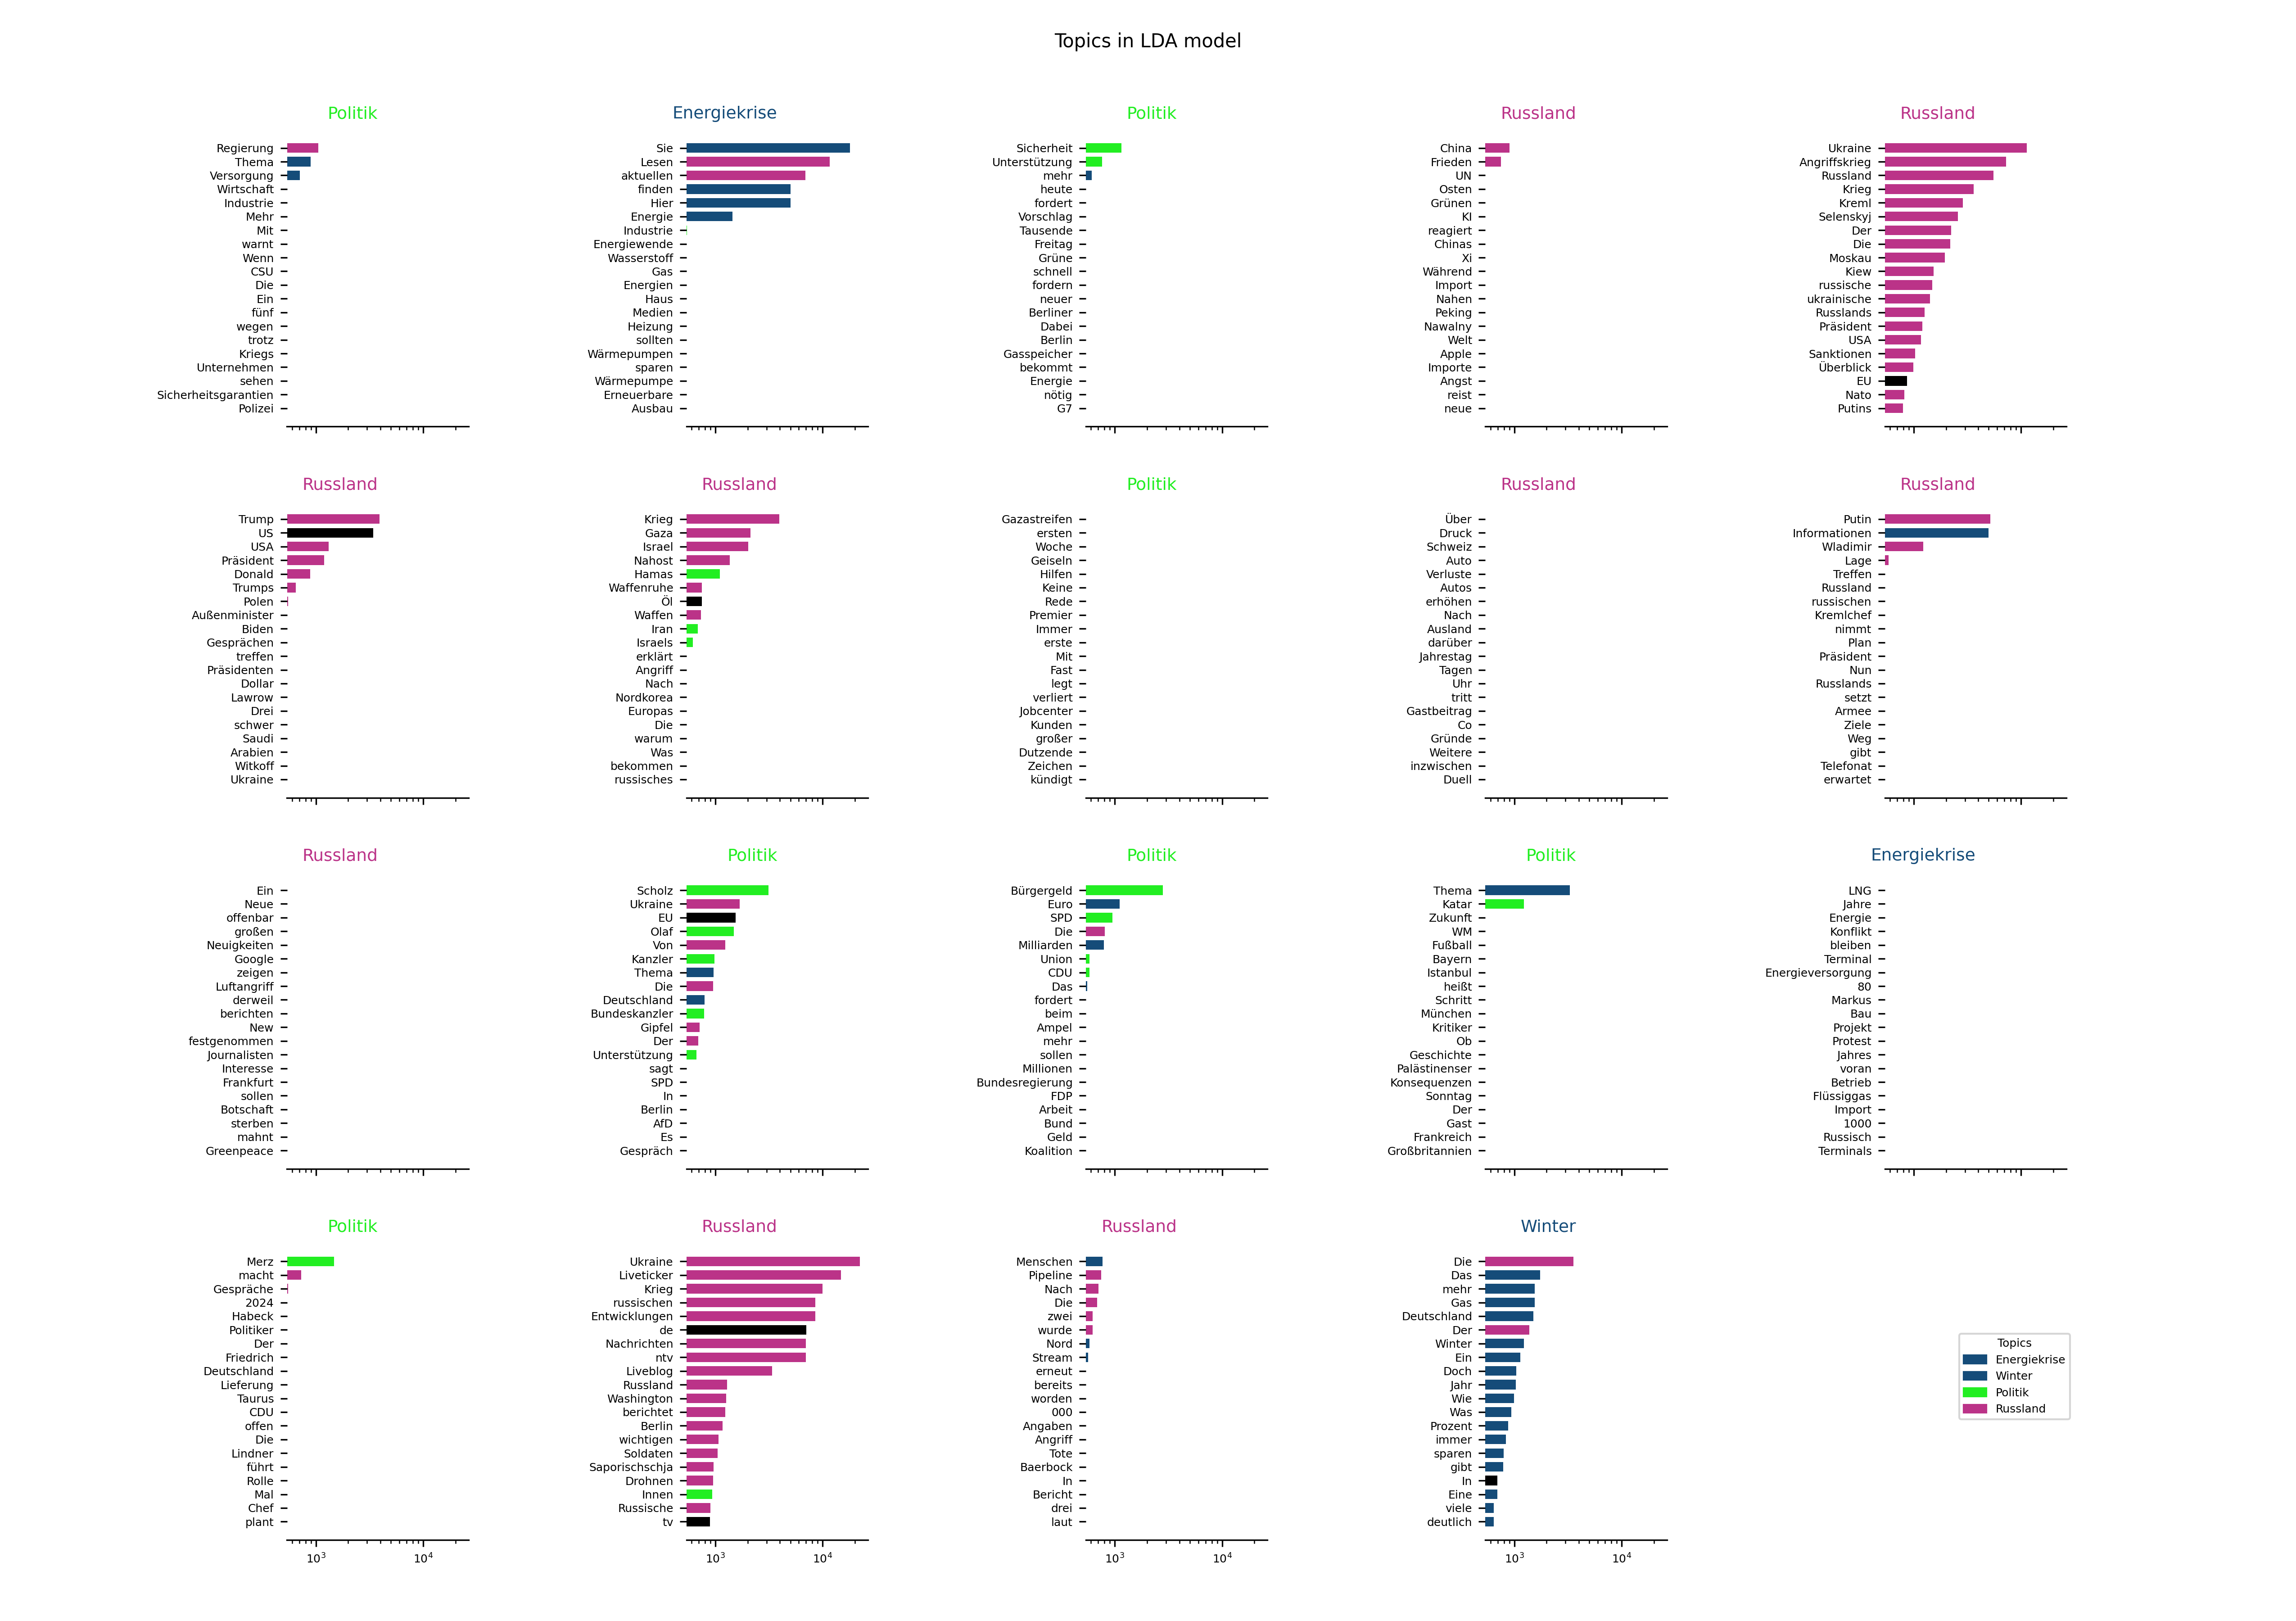 Topics in LDA model
Politik
Regierung
Thema
Versorgung
Wirtschaft
Industrie
Mehr
Mit
warnt
Wenn
CSU
Die
Ein
fünf
wegen
trotz
Kriegs
Unternehmen
sehen
Sicherheitsgarantien
Polizei
Energiekrise
Sie
Lesen
aktuellen
finden
Hier
Energie
Industrie
Energiewende
Wasserstoff
Gas
Energien
Haus
Medien
Heizung
sollten
Wärmepumpen
sparen
Wärmepumpe
Erneuerbare
Ausbau
Politik
Sicherheit
Unterstützung
mehr
heute
fordert
Vorschlag
Tausende
Freitag
Grüne
schnell
fordern
neuer
Berliner
Dabei
Berlin
Gasspeicher
bekommt
Energie
nötig
G7
Russland
China
Frieden
UN
Osten
Grünen
KI
reagiert
Chinas
Xi
Während
Import
Nahen
Peking
Nawalny
Welt
Apple
Importe
Angst
reist
neue
Russland
Ukraine
Angriffskrieg
Russland
Krieg
Kreml
Selenskyj
Der
Die
Moskau
Kiew
russische
ukrainische
Russlands
Präsident
USA
Sanktionen
Überblick
EU
Nato
Putins
Russland
Trump
US
USA
Präsident
Donald
Trumps
Polen
Außenminister
Biden
Gesprächen
treffen
Präsidenten
Dollar
Lawrow
Drei
schwer
Saudi
Arabien
Witkoff
Ukraine
Russland
Krieg
Gaza
Israel
Nahost
Hamas
Waffenruhe
Öl
Waffen
Iran
Israels
erklärt
Angriff
Nach
Nordkorea
Europas
Die
warum
Was
bekommen
russisches
Politik
Gazastreifen
ersten
Woche
Geiseln
Hilfen
Keine
Rede
Premier
Immer
erste
Mit
Fast
legt
verliert
Jobcenter
Kunden
großer
Dutzende
Zeichen
kündigt
Russland
Über
Druck
Schweiz
Auto
Verluste
Autos
erhöhen
Nach
Ausland
darüber
Jahrestag
Tagen
Uhr
tritt
Gastbeitrag
Co
Gründe
Weitere
inzwischen
Duell
Russland
Putin
Informationen
Wladimir
Lage
Treffen
Russland
russischen
Kremlchef
nimmt
Plan
Präsident
Nun
Russlands
setzt
Armee
Ziele
Weg
gibt
Telefonat
erwartet
Russland
Ein
Neue
offenbar
großen
Neuigkeiten
Google
zeigen
Luftangriff
derweil
berichten
New
festgenommen
Journalisten
Interesse
Frankfurt
sollen
Botschaft
sterben
mahnt
Greenpeace
Politik
Scholz
Ukraine
EU
Olaf
Von
Kanzler
Thema
Die
Deutschland
Bundeskanzler
Gipfel
Der
Unterstützung
sagt
SPD
In
Berlin
AfD
Es
Gespräch
Politik
Bürgergeld
Euro
SPD
Die
Milliarden
Union
CDU
Das
fordert
beim
Ampel
mehr
sollen
Millionen
Bundesregierung
FDP
Arbeit
Bund
Geld
Koalition
Politik
Thema
Katar
Zukunft
WM
Fußball
Bayern
Istanbul
heißt
Schritt
München
Kritiker
Ob
Geschichte
Palästinenser
Konsequenzen
Sonntag
Der
Gast
Frankreich
Großbritannien
Energiekrise
LNG
Jahre
Energie
Konflikt
bleiben
Terminal
Energieversorgung
80
Markus
Bau
Projekt
Protest
Jahres
voran
Betrieb
Flüssiggas
Import
1000
Russisch
Terminals
Politik
Merz
macht
Gespräche
2024
Habeck
Politiker
Der
Friedrich
Deutschland
Lieferung
Taurus
CDU
offen
Die
Lindner
führt
Rolle
Mal
Chef
plant
10³ 10⁴
Russland
Ukraine
Liveticker
Krieg
russischen
Entwicklungen
de
Nachrichten
ntv
Liveblog
Russland
Washington
berichtet
Berlin
wichtigen
Soldaten
Saporischschja
Drohnen
Innen
Russische
tv
10³ 10⁴
Russland
Menschen
Pipeline
Nach
Die
zwei
wurde
Nord
Stream
erneut
bereits
worden
000
Angaben
Angriff
Tote
Baerbock
In
Bericht
drei
laut
10³ 10⁴
Winter
Die
Das
mehr
Gas
Deutschland
Der
Winter
Ein
Doch
Jahr
Wie
Was
Prozent
immer
sparen
gibt
In
Eine
viele
deutlich
10³ 10⁴
Topics
Energiekrise
Winter
Politik
Russland